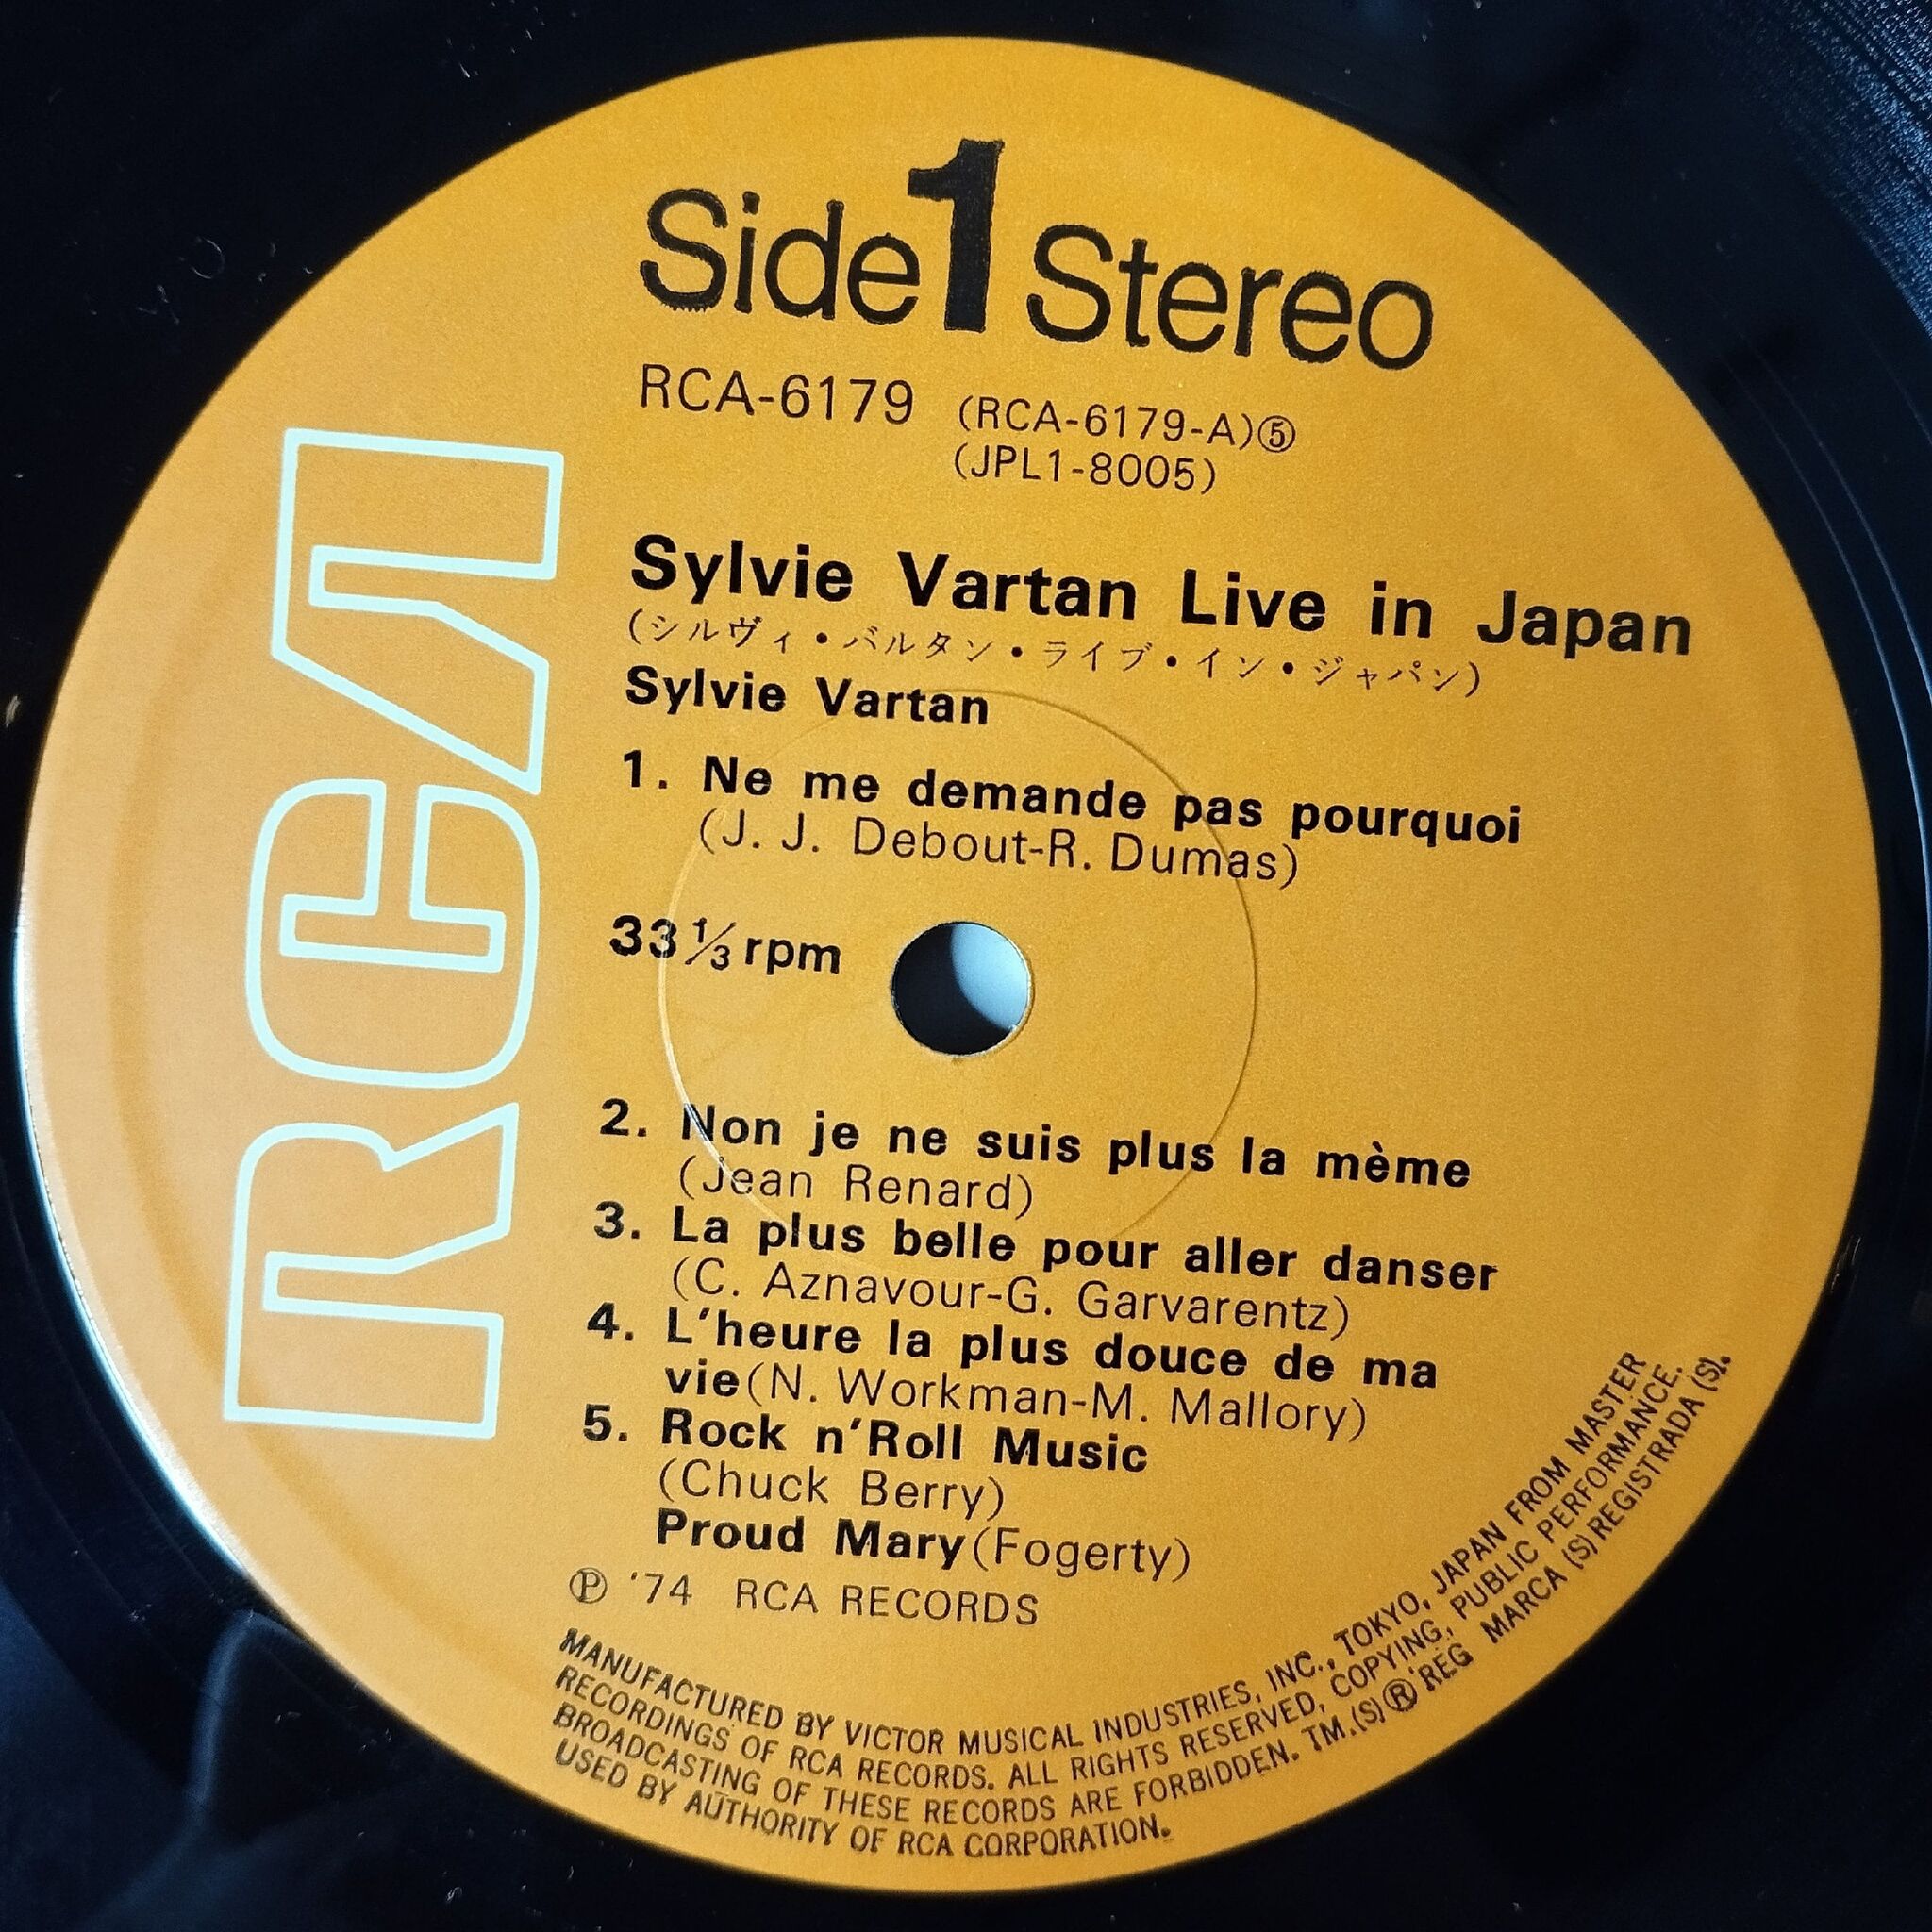 Side 1 Stereo
RCA-6179 (RCA-6179-A)⑤
(JPL1-8005)
RCA
Sylvie Vartan Live in Japan
(シルヴィ・バルタン・ライブ・イン・ジャパン)
Sylvie Vartan
1. Ne me demande pas pourquoi
(J. J. Debout-R. Dumas)
33 1/3 rpm
2. Non je ne suis plus la mème
(Jean Renard)
3. La plus belle pour aller danser
(C. Aznavour-G. Garvarentz)
4. L'heure la plus douce de ma
vie(N. Workman-M. Mallory)
5. Rock n'Roll Music
(Chuck Berry)
Proud Mary(Fogerty)
Ⓟ '74 RCA RECORDS
MANUFACTURED BY VICTOR MUSICAL INDUSTRIES, INC., TOKYO, JAPAN FROM MASTER
RECORDINGS OF RCA RECORDS. ALL RIGHTS RESERVED, COPYING, PUBLIC PERFORMANCE.
BROADCASTING OF THESE RECORDS ARE FORBIDDEN. TM.(S)® REG MARCA (S) REGISTRADA (S).
USED BY AUTHORITY OF RCA CORPORATION.